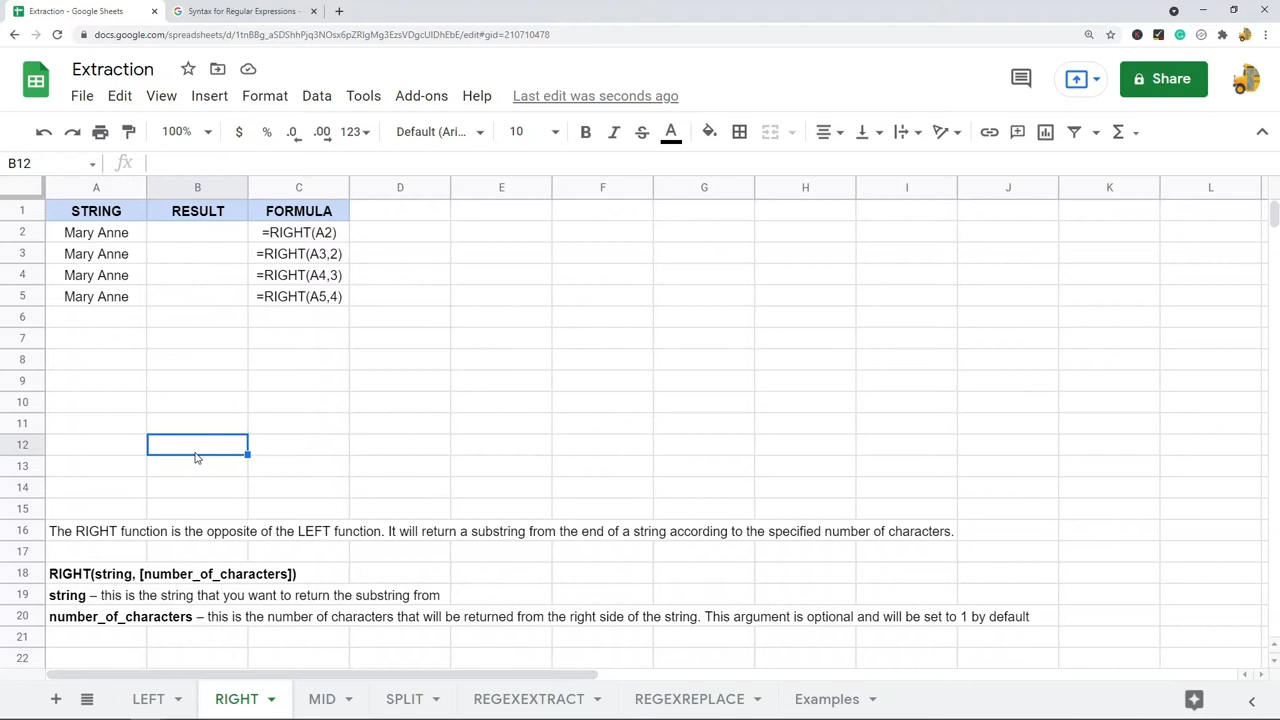 Extraction - Google Sheets
Syntax for Regular Expressions -
docs.google.com/spreadsheets/d/1tnBBg_aSDShhPjq3NOsx6pZRIgMg3EzsVDgcUIDhEbE/edit#gid=210710478
Extraction
File Edit View Insert Format Data Tools Add-ons Help Last edit was seconds ago
Share
100% $ % .0 .00 123 Default (Ari... 10 B I S A
B12 fx
A B C D E F G H I J K L
1 STRING RESULT FORMULA
2 Mary Anne =RIGHT(A2)
3 Mary Anne =RIGHT(A3,2)
4 Mary Anne =RIGHT(A4,3)
5 Mary Anne =RIGHT(A5,4)
6
7
8
9
10
11
12
13
14
15
16 The RIGHT function is the opposite of the LEFT function. It will return a substring from the end of a string according to the specified number of characters.
17
18 RIGHT(string, [number_of_characters])
19 string – this is the string that you want to return the substring from
20 number_of_characters – this is the number of characters that will be returned from the right side of the string. This argument is optional and will be set to 1 by default
21
22
LEFT RIGHT MID SPLIT REGEXEXTRACT REGEXREPLACE Examples